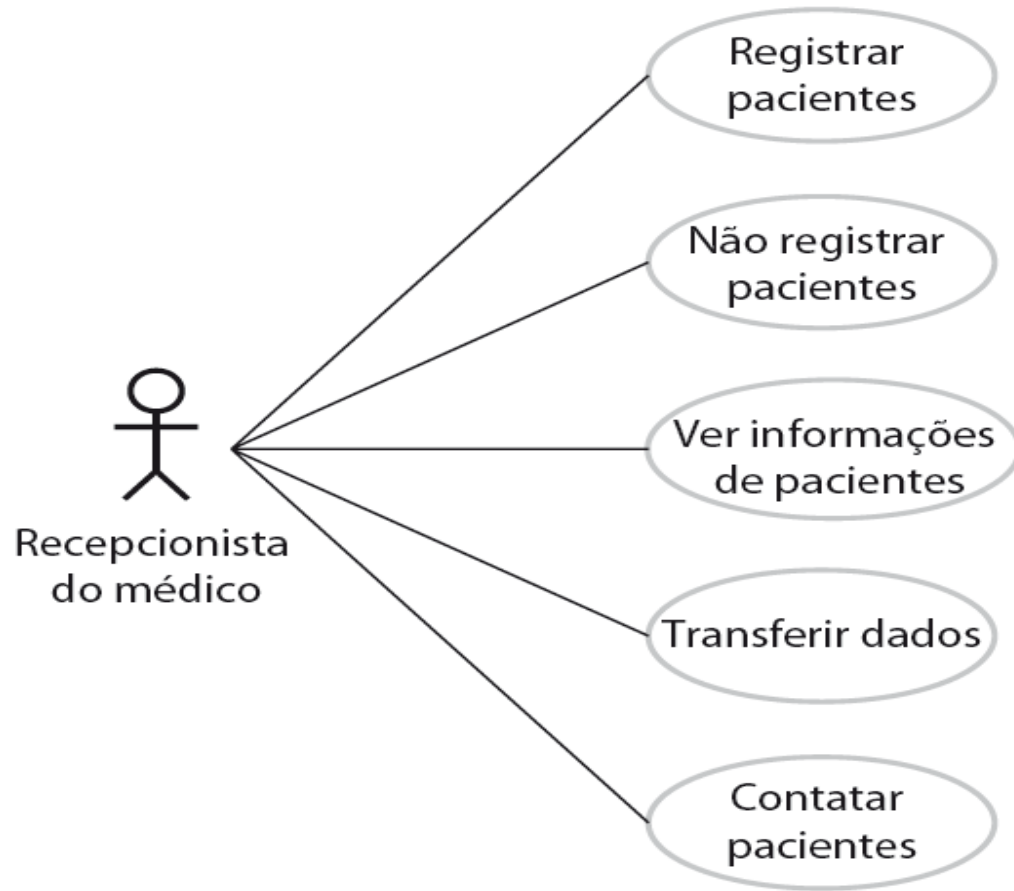 Registrar
pacientes
Não registrar
pacientes
Ver informações
de pacientes
Recepcionista
do médico
Transferir dados
Contatar
pacientes